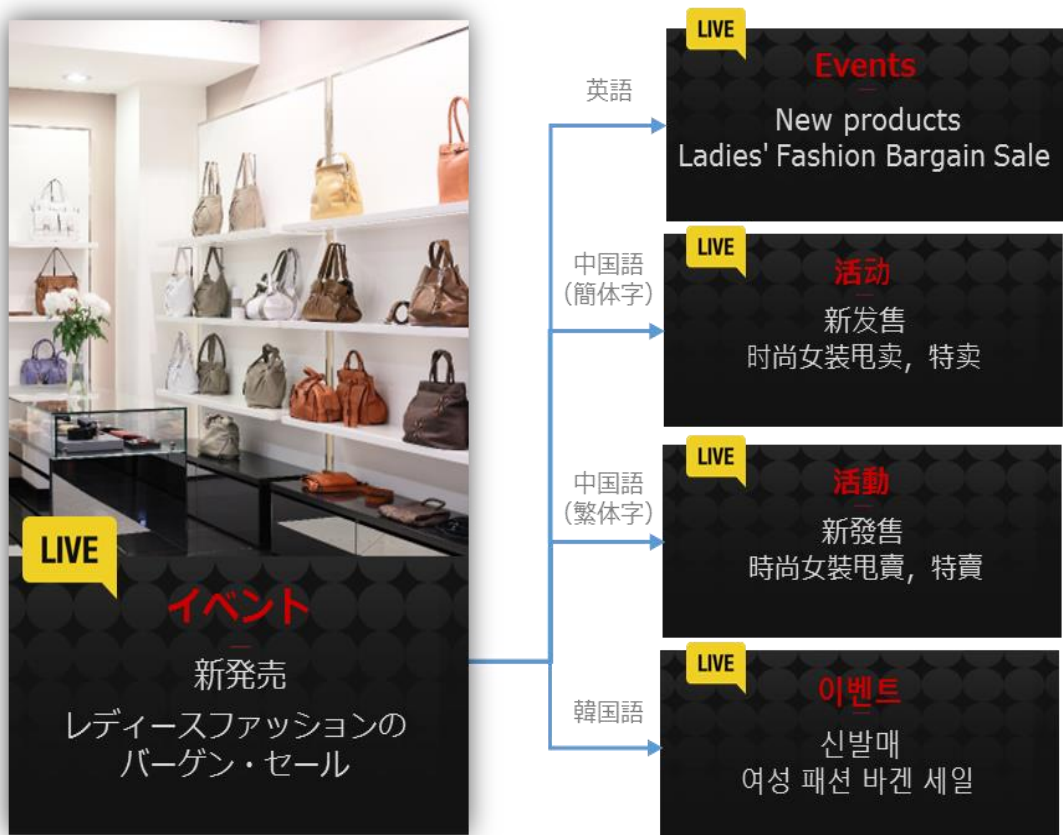 LIVE
イベント
新発売
レディースファッションの
バーゲン・セール
英語
LIVE
Events
New products
Ladies' Fashion Bargain Sale
中国語
（簡体字）
LIVE
活动
新发售
时尚女装甩卖，特卖
中国語
（繁体字）
LIVE
活動
新發售
時尚女裝甩賣，特賣
韓国語
LIVE
이벤트
신발매
여성 패션 바겐 세일